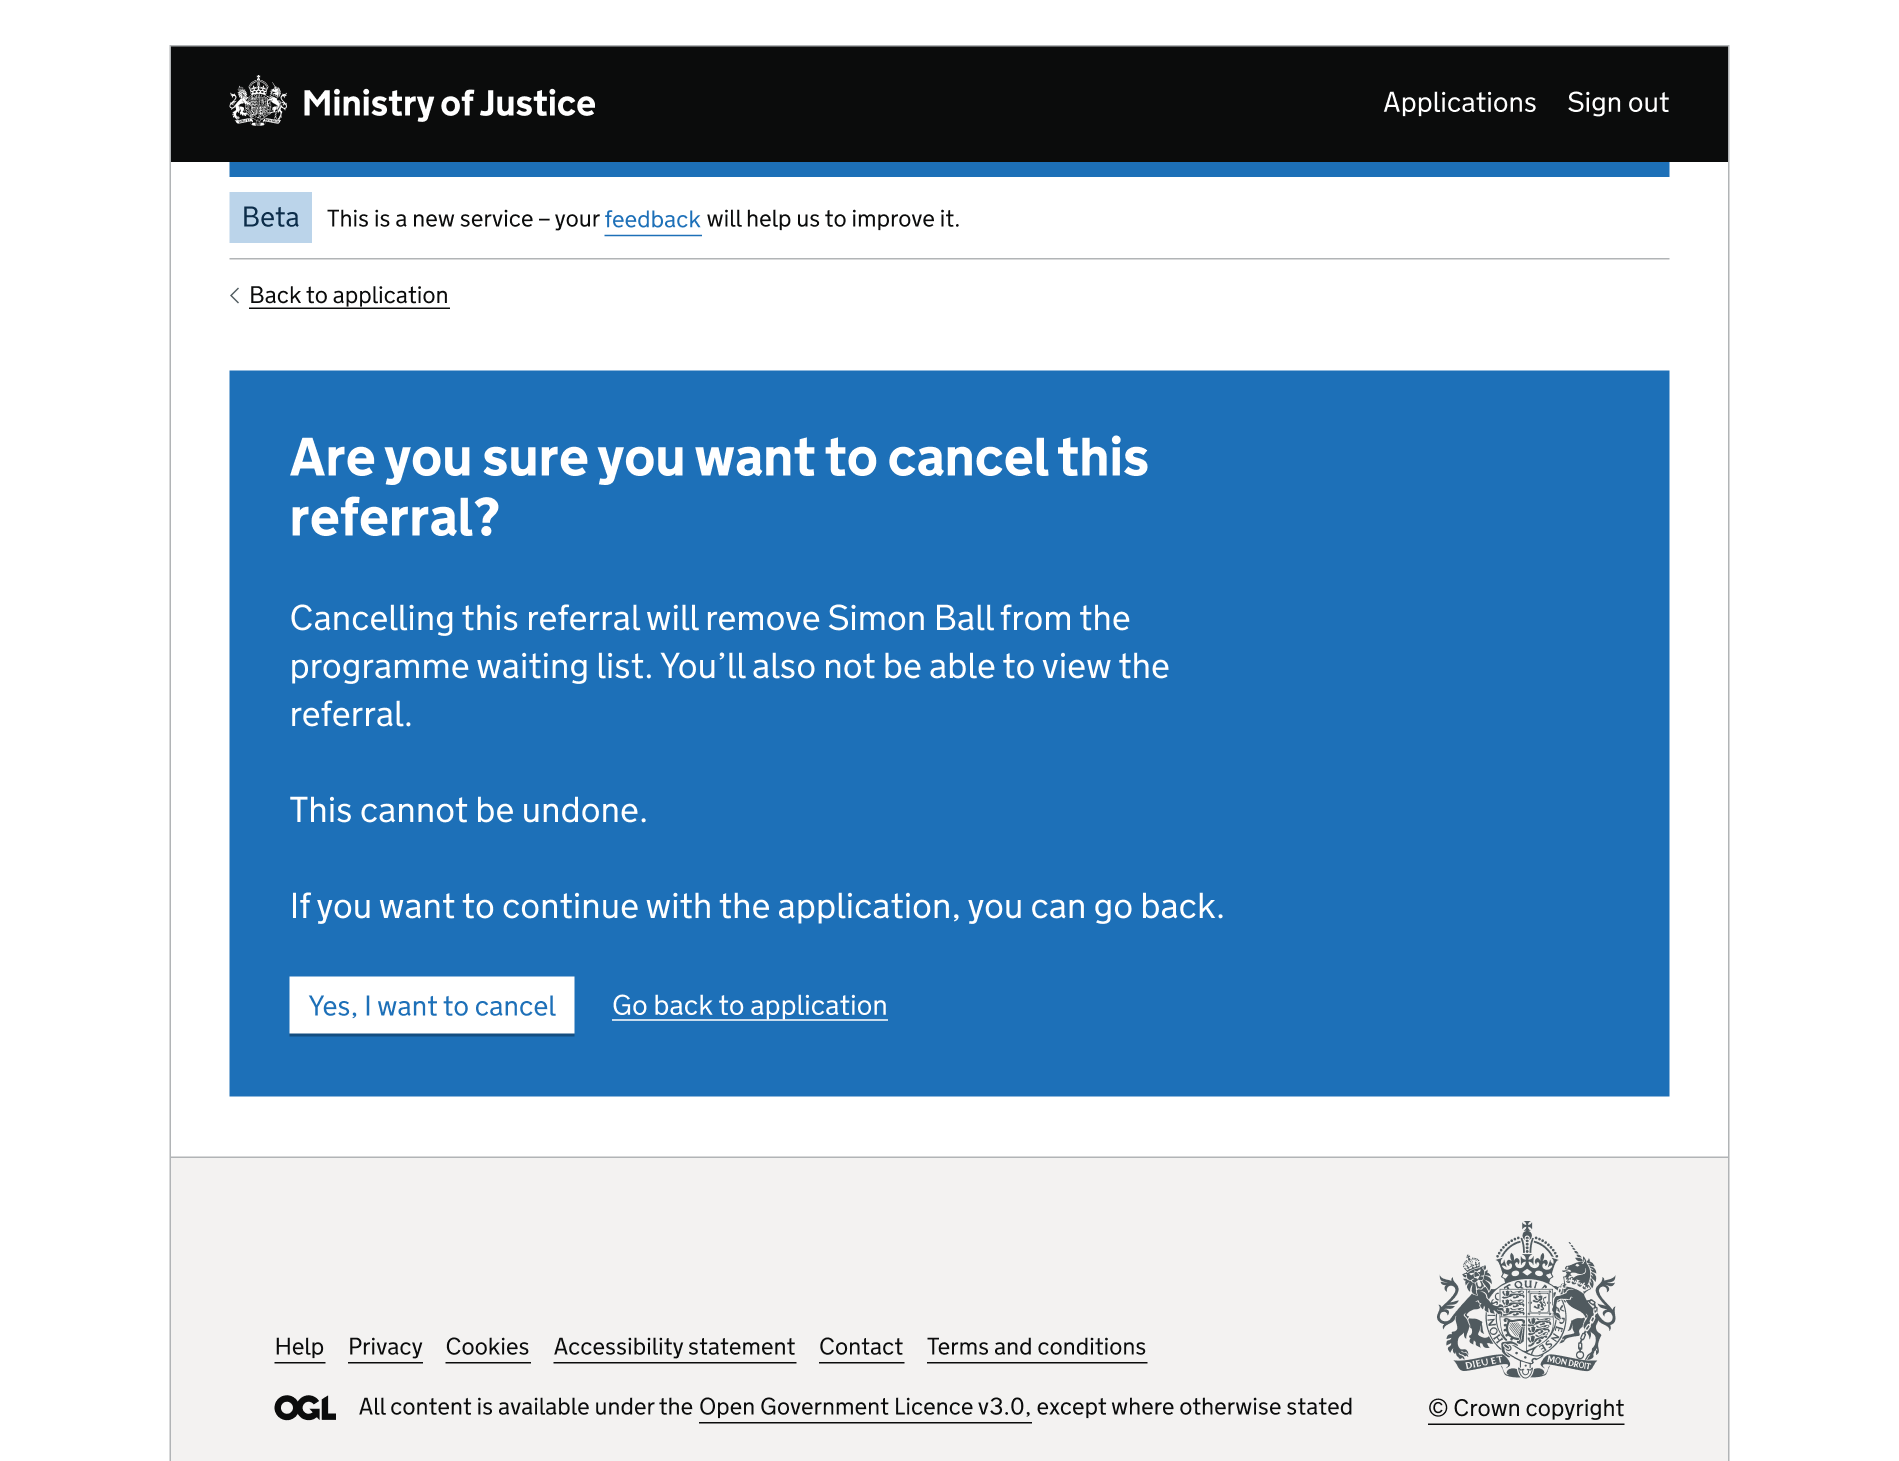 Ministry of Justice
Applications Sign out
Beta This is a new service – your feedback will help us to improve it.
Back to application
Are you sure you want to cancel this
referral?
Cancelling this referral will remove Simon Ball from the
programme waiting list. You’ll also not be able to view the
referral.
This cannot be undone.
If you want to continue with the application, you can go back.
Yes, I want to cancel Go back to application
DIEU ET MON DROIT
Help Privacy Cookies Accessibility statement Contact Terms and conditions
OGL All content is available under the Open Government Licence v3.0, except where otherwise stated
© Crown copyright